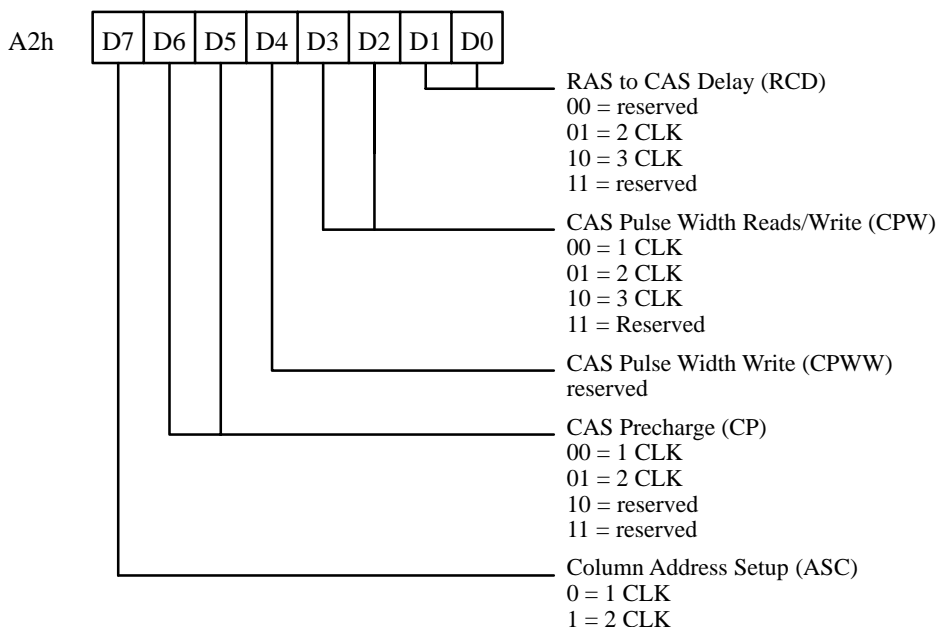 A2h D7 D6 D5 D4 D3 D2 D1 D0
RAS to CAS Delay (RCD)
00 = reserved
01 = 2 CLK
10 = 3 CLK
11 = reserved
CAS Pulse Width Reads/Write (CPW)
00 = 1 CLK
01 = 2 CLK
10 = 3 CLK
11 = Reserved
CAS Pulse Width Write (CPWW)
reserved
CAS Precharge (CP)
00 = 1 CLK
01 = 2 CLK
10 = reserved
11 = reserved
Column Address Setup (ASC)
0 = 1 CLK
1 = 2 CLK